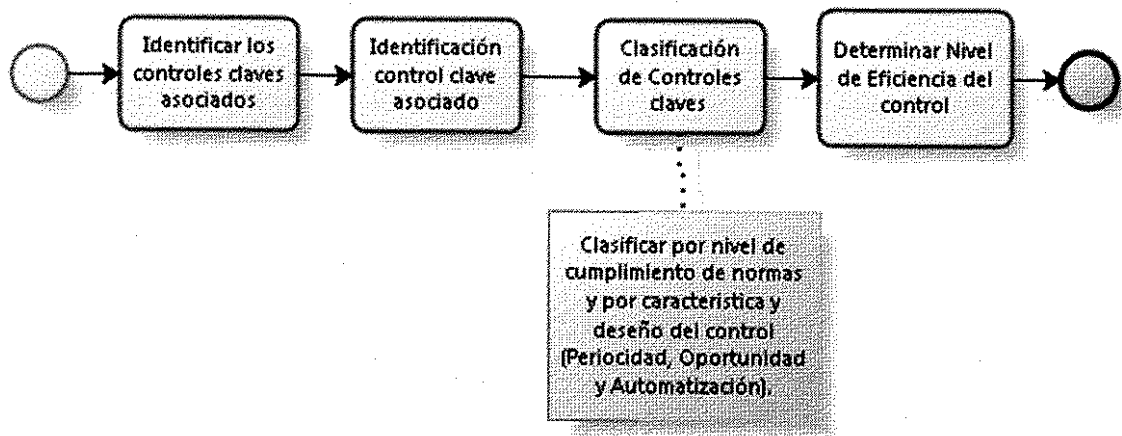 Identificar los
controles claves
asociados
Identificación
control clave
asociado
Clasificación
de Controles
claves
Determinar Nivel
de Eficiencia del
control
Clasificar por nivel de
cumplimiento de normas
y por característica y
deseño del control
(Periocidad, Oportunidad
y Automatización).